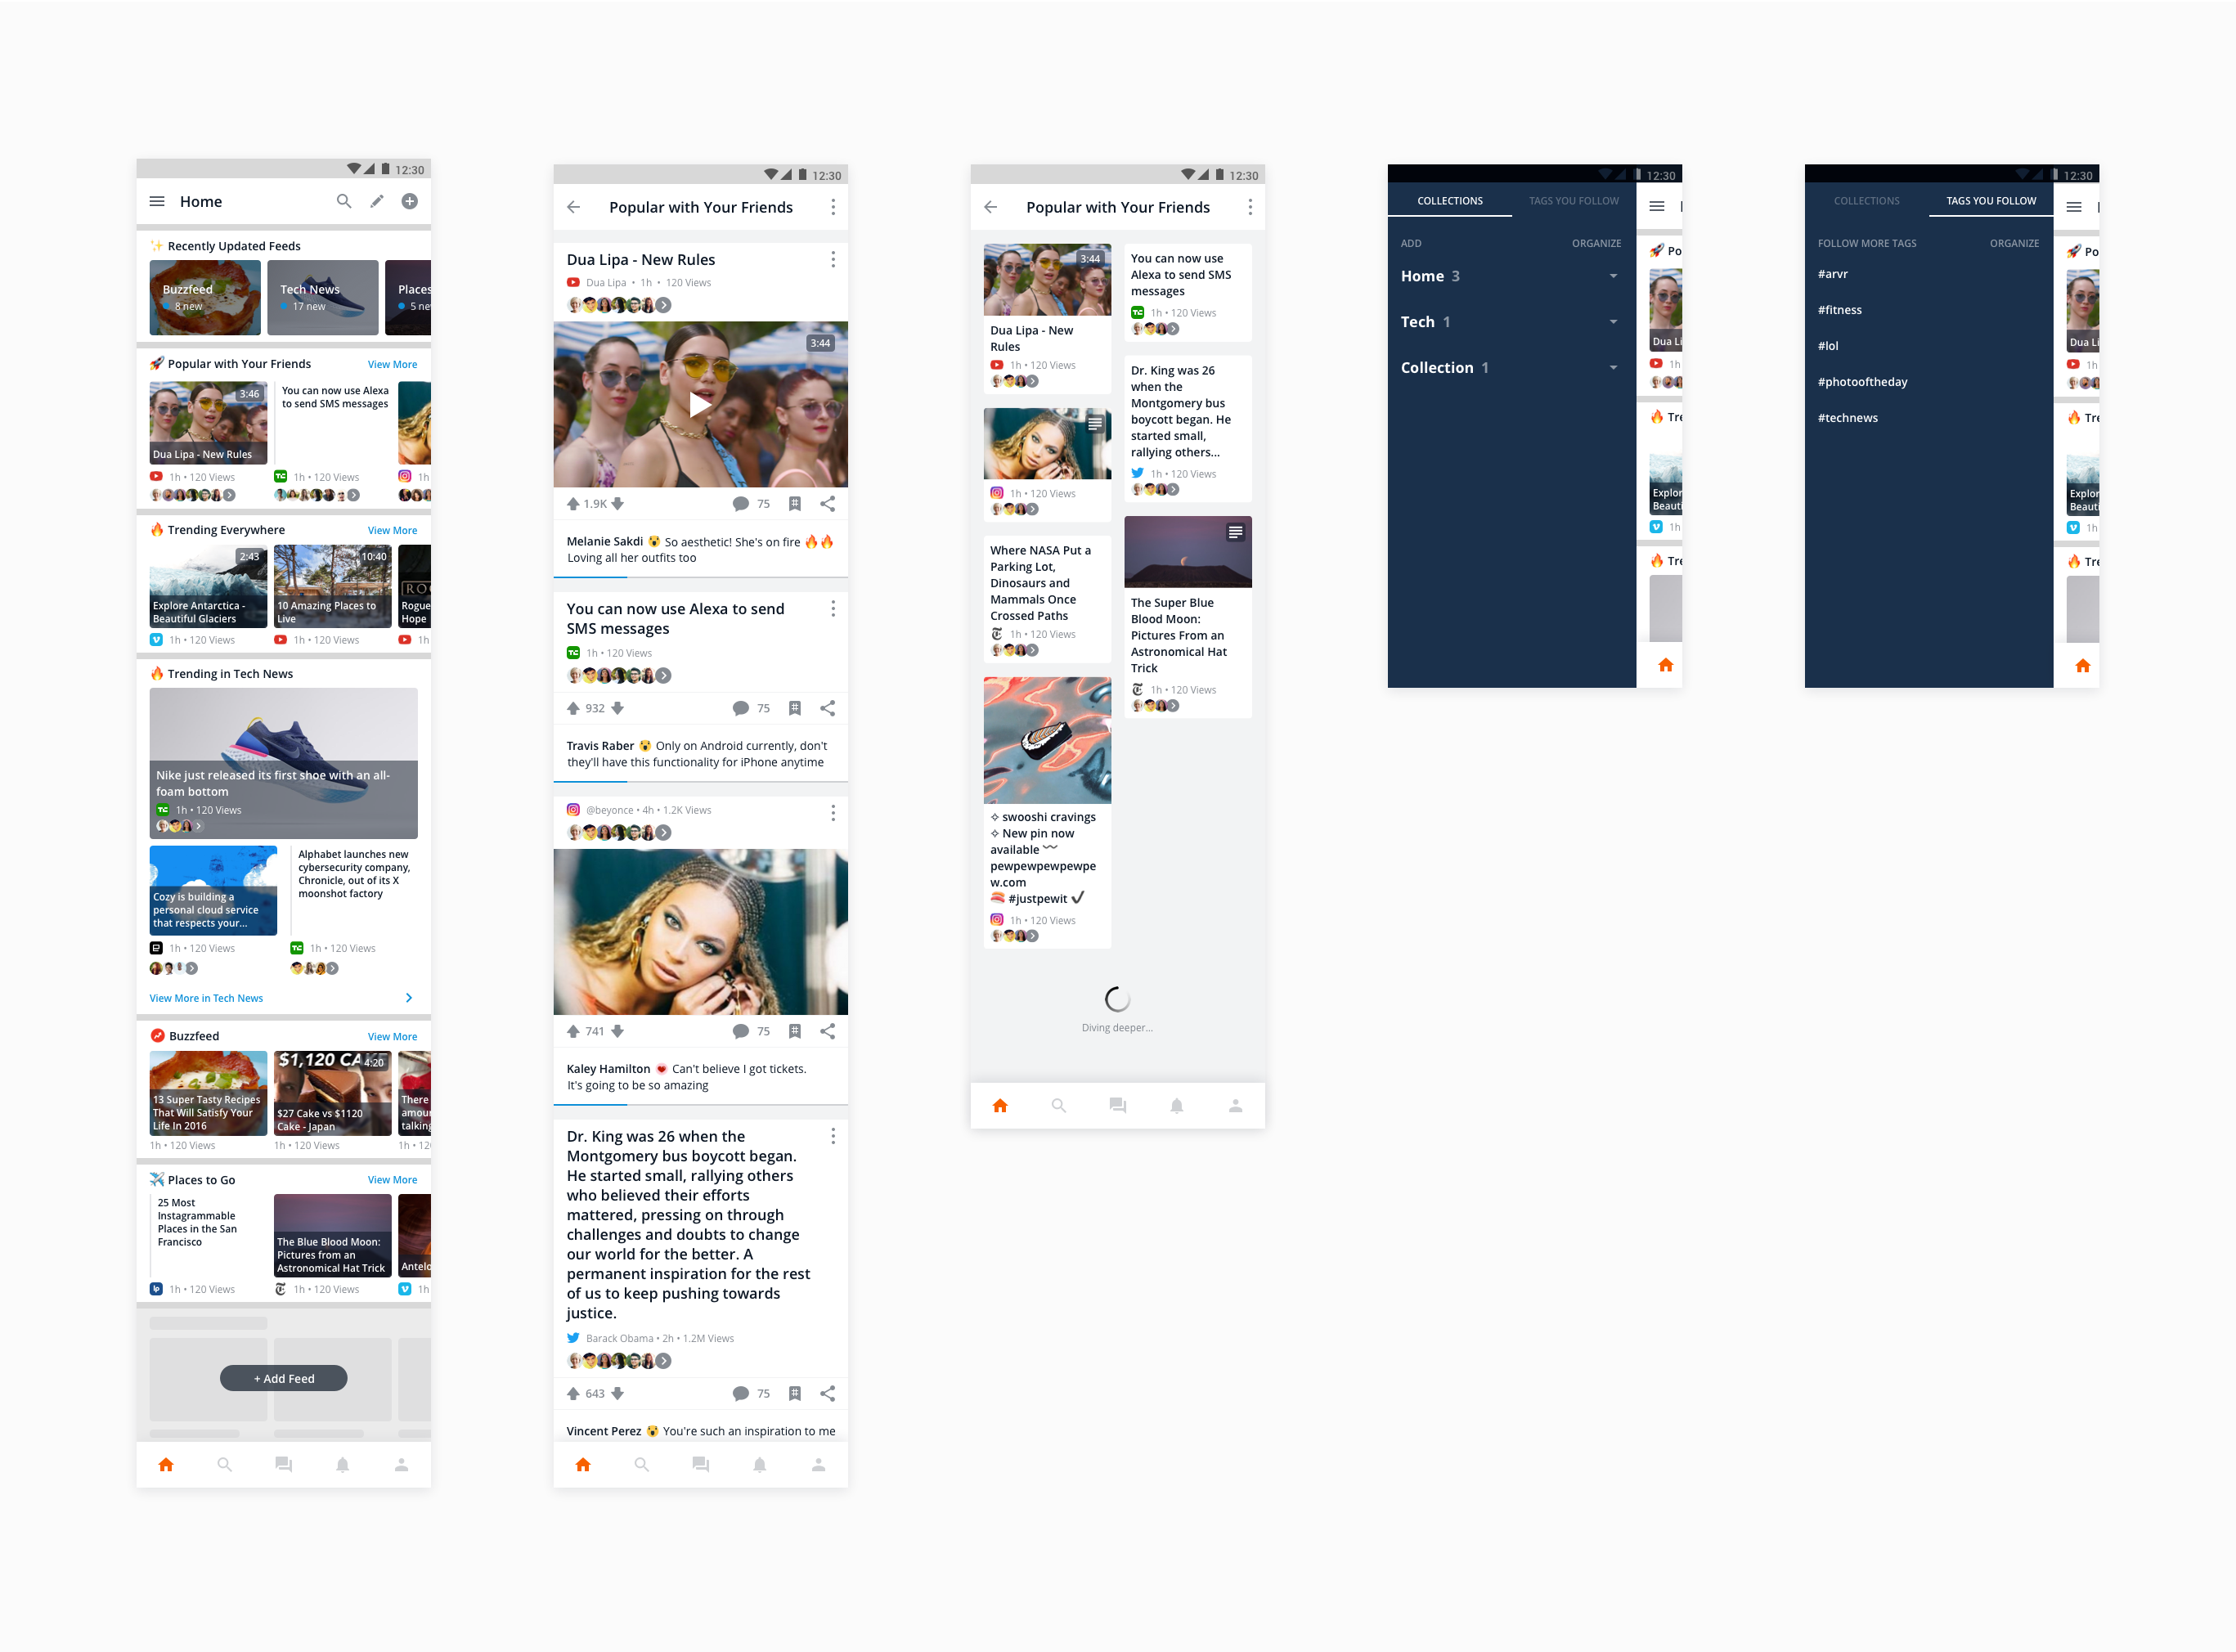 12:30
Home
✨ Recently Updated Feeds
Buzzfeed
8 new
Tech News
17 new
Places
5 ne
🚀 Popular with Your Friends
View More
3:46
Dua Lipa - New Rules
1h • 120 Views
You can now use Alexa
to send SMS messages
1h • 120 Views
1h
🔥 Trending Everywhere
View More
2:43
Explore Antarctica -
Beautiful Glaciers
1h • 120 Views
10:40
10 Amazing Places to
Live
1h • 120 Views
Rogue
Hope
1h
🔥 Trending in Tech News
Nike just released its first shoe with an all-
foam bottom
1h • 120 Views
Cozy is building a
personal cloud service
that respects your...
1h • 120 Views
Alphabet launches new
cybersecurity company,
Chronicle, out of its X
moonshot factory
1h • 120 Views
View More in Tech News
Buzzfeed
View More
13 Super Tasty Recipes
That Will Satisfy Your
Life In 2016
1h • 120 Views
$1,120 CA
4:20
$27 Cake vs $1120
Cake - Japan
1h • 120 Views
There
amou
talking
1h • 12
✈️ Places to Go
View More
25 Most
Instagrammable
Places in the San
Francisco
1h • 120 Views
The Blue Blood Moon:
Pictures from an
Astronomical Hat Trick
1h • 120 Views
Antelo
1h
+ Add Feed
12:30
Popular with Your Friends
Dua Lipa - New Rules
Dua Lipa • 1h • 120 Views
3:44
1.9K
75
Melanie Sakdi 😮 So aesthetic! She's on fire 🔥🔥
Loving all her outfits too
You can now use Alexa to send
SMS messages
1h • 120 Views
932
75
Travis Raber 😮 Only on Android currently, don't
they'll have this functionality for iPhone anytime
@beyonce • 4h • 1.2K Views
741
75
Kaley Hamilton Can't believe I got tickets.
It's going to be so amazing
Dr. King was 26 when the
Montgomery bus boycott began.
He started small, rallying others
who believed their efforts
mattered, pressing on through
challenges and doubts to change
our world for the better. A
permanent inspiration for the rest
of us to keep pushing towards
justice.
Barack Obama • 2h • 1.2M Views
643
75
Vincent Perez 😮 You're such an inspiration to me
12:30
Popular with Your Friends
3:44
Dua Lipa - New
Rules
1h • 120 Views
1h • 120 Views
Where NASA Put a
Parking Lot,
Dinosaurs and
Mammals Once
Crossed Paths
1h • 120 Views
✧ swooshi cravings
✧ New pin now
available 〰
pewpewpewpewpe
w.com
🍣 #justpewit ✔
1h • 120 Views
You can now use
Alexa to send SMS
messages
1h • 120 Views
Dr. King was 26
when the
Montgomery bus
boycott began. He
started small,
rallying others...
1h • 120 Views
The Super Blue
Blood Moon:
Pictures From an
Astronomical Hat
Trick
1h • 120 Views
Diving deeper...
12:30
COLLECTIONS
TAGS YOU FOLLOW
ADD
ORGANIZE
Home 3
Tech 1
Collection 1
🚀 Po
Dua Li
1h
🔥 Tre
Explor
Beauti
1h
🔥 Tre
12:30
COLLECTIONS
TAGS YOU FOLLOW
FOLLOW MORE TAGS
ORGANIZE
#arvr
#fitness
#lol
#photooftheday
#technews
🚀 Po
Dua Li
1h
🔥 Tre
Explor
Beauti
1h
🔥 Tre